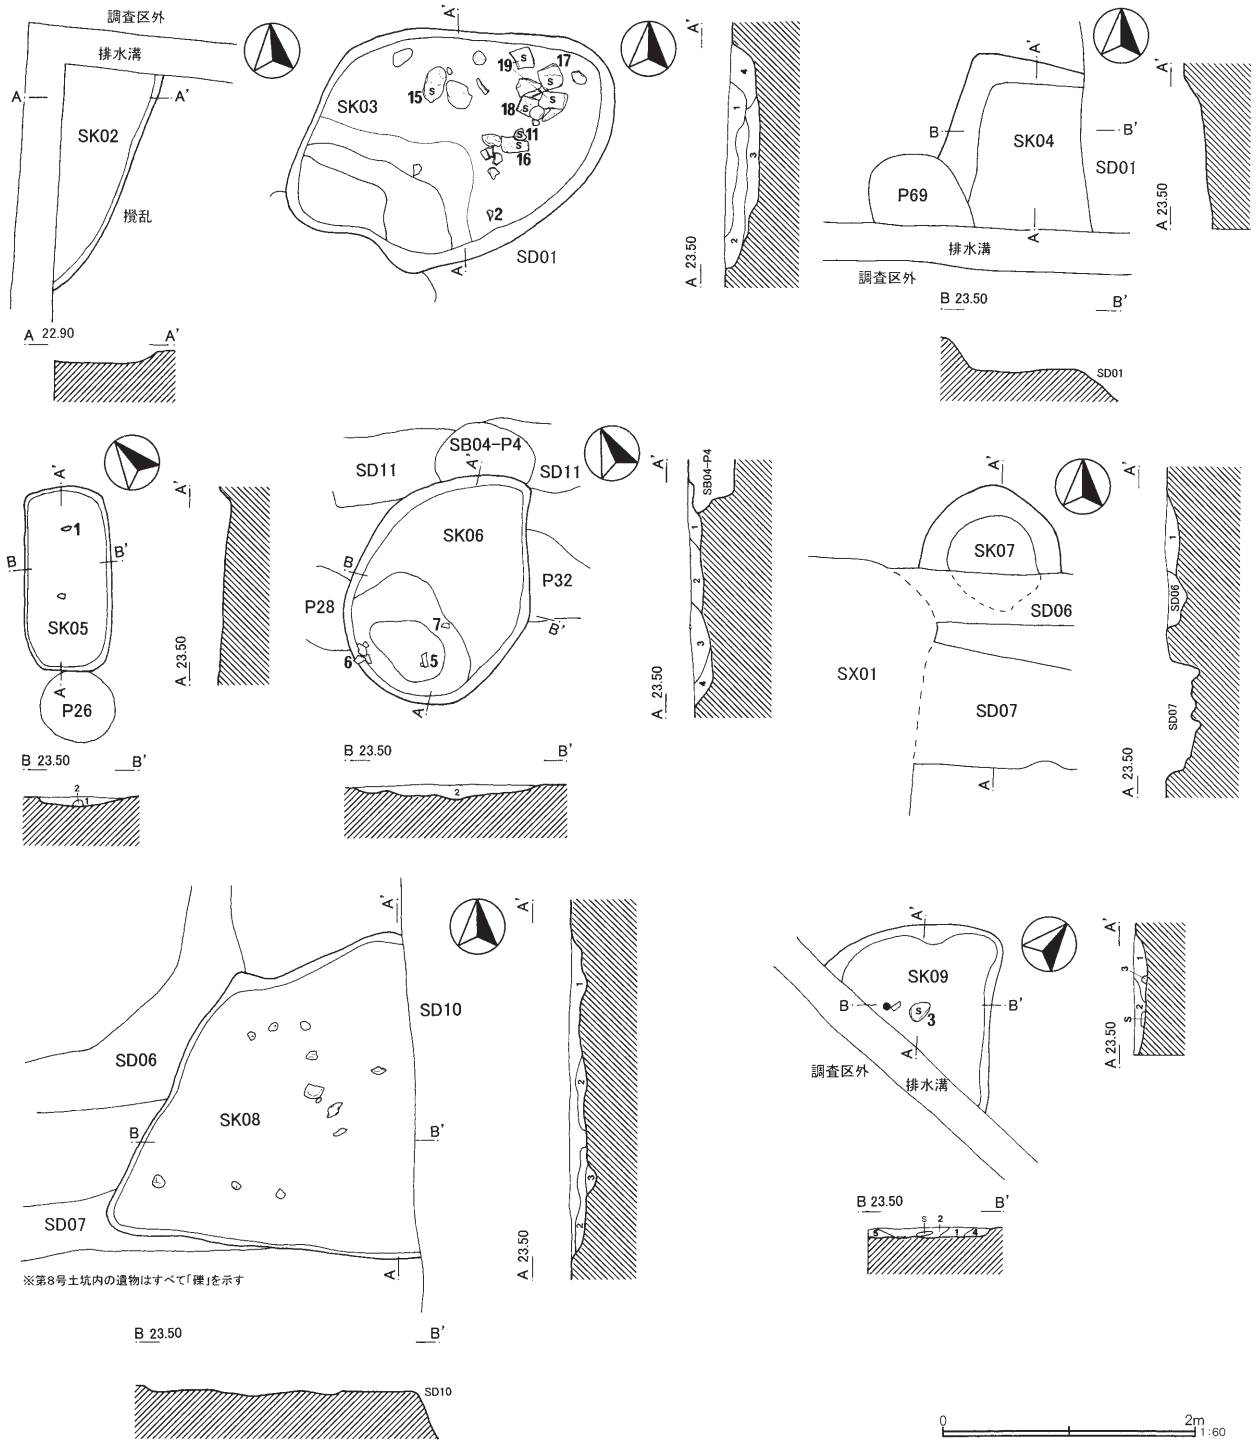 調査区外
排水溝
A
A'
SK02
攪乱
A 22.90
A'
A'
SK03
15
S
19
S
17
S
18
S
11
S
16
S
2
SD01
A
A'
4
1
3
2
A 23.50
A'
B
B'
SK04
SD01
P69
A
排水溝
調査区外
A'
A 23.50
B 23.50
B'
SD01
A'
1
B
B'
SK05
A
P26
A'
A 23.50
B 23.50
B'
2
1
SB04-P4
SD11
A'
SD11
SK06
B
P28
P32
7
B'
6
5
A
A'
SB04-P4
1
2
3
4
A 23.50
B 23.50
B'
2
A'
SK07
SD06
SX01
SD07
A
A'
1
SD06
SD07
A 23.50
A'
SD10
SD06
SK08
B
B'
SD07
A
※第8号土坑内の遺物はすべて「礫」を示す
A'
1
2
3
2
A 23.50
B 23.50
B'
SD10
A'
SK09
B
B'
S
3
A
調査区外
排水溝
A'
1
3
2
S
A 23.50
B 23.50
B'
S
2
5
1
4
0
2m
1:60